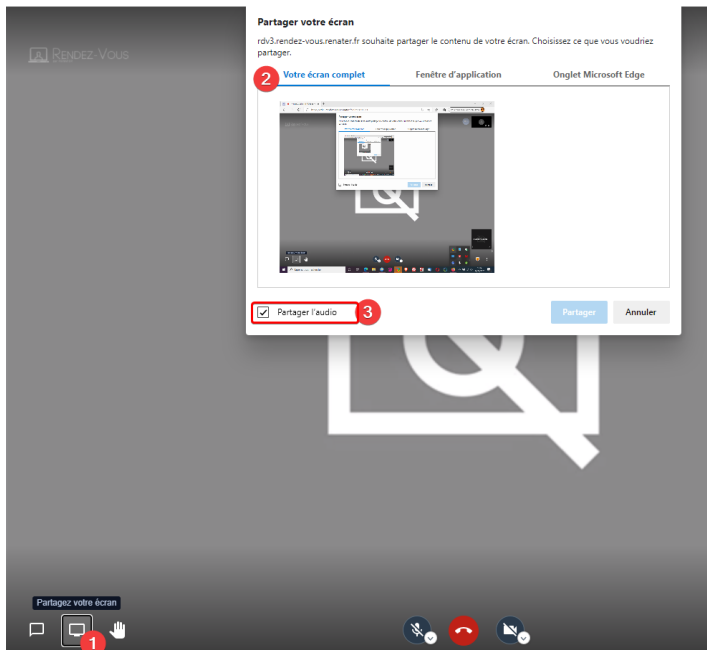 Partager votre écran
rdv3.rendez-vous.renater.fr souhaite partager le contenu de votre écran. Choisissez ce que vous voudriez
partager.
RENDEZ-VOUS
2 Votre écran complet Fenêtre d'application Onglet Microsoft Edge
Partager l'audio 3 Partager Annuler
Partagez votre écran
1